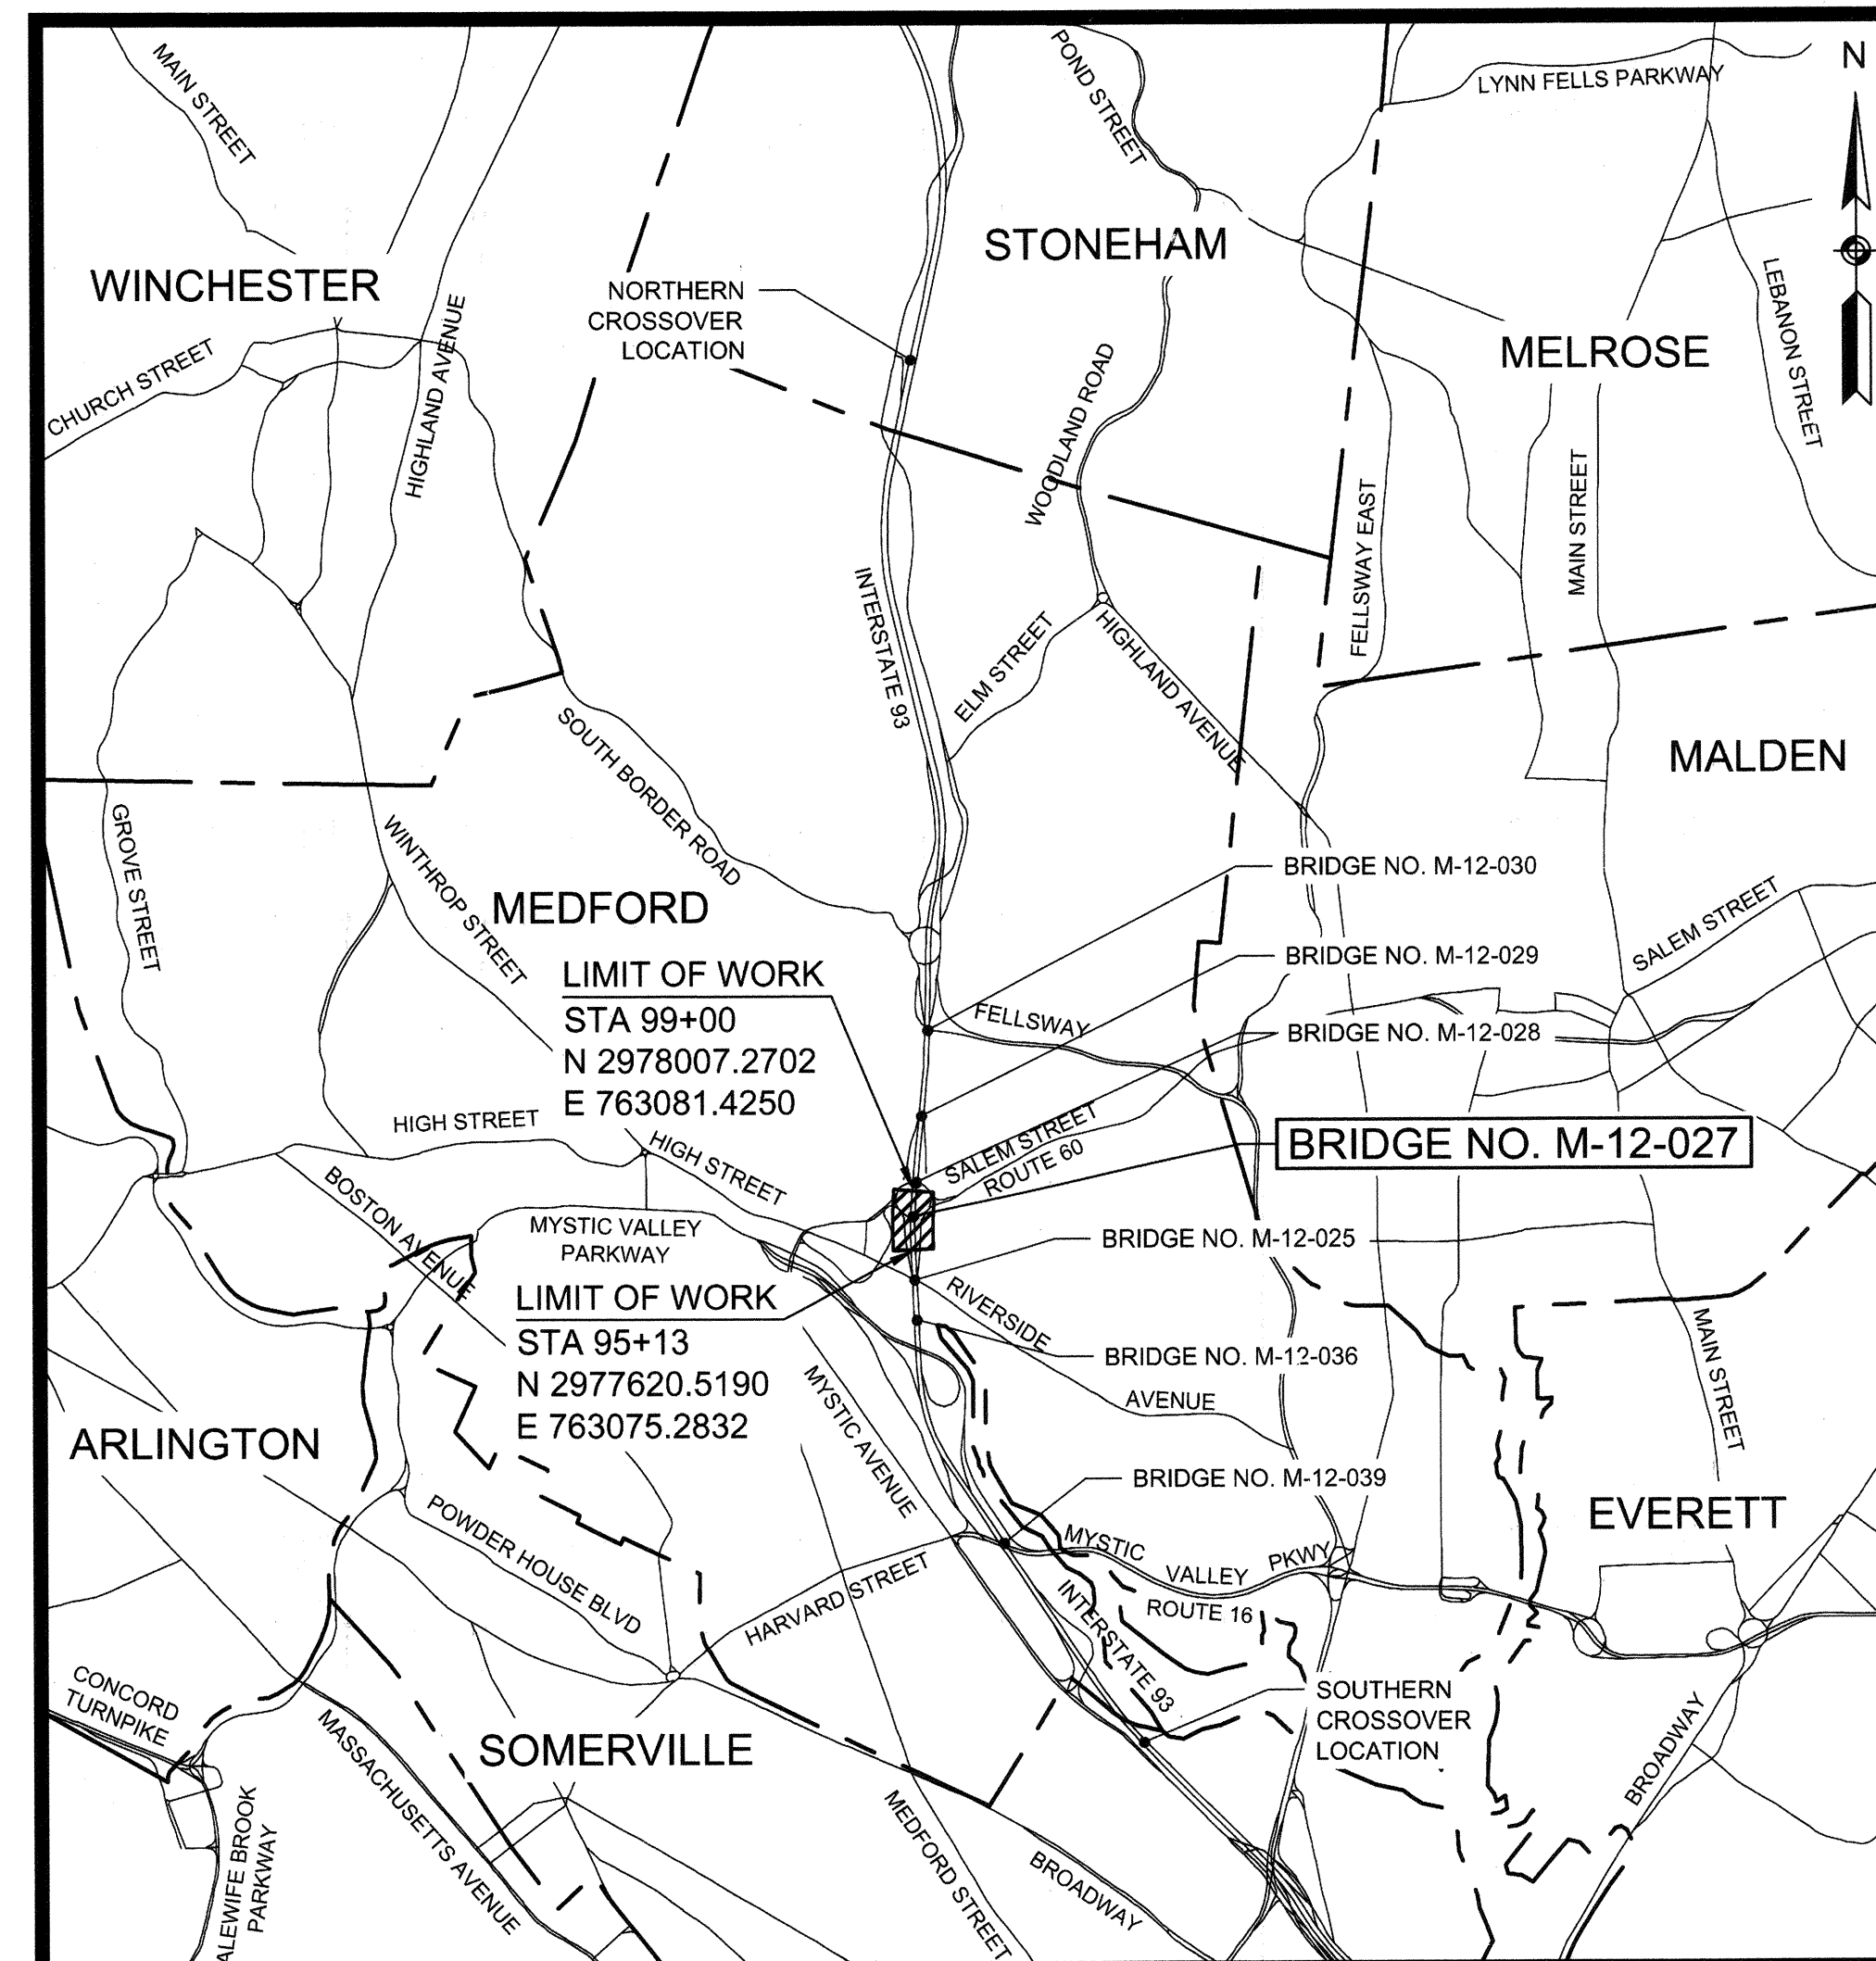 MAIN STREET
POND STREET
LYNN FELLS PARKWAY
N
STONEHAM
WINCHESTER
NORTHERN
CROSSOVER
LOCATION
HIGHLAND AVENUE
CHURCH STREET
MELROSE
LEBANON STREET
WOODLAND ROAD
MAIN STREET
FELLSWAY EAST
INTERSTATE 93
ELM STREET
HIGHLAND AVENUE
SOUTH BORDER ROAD
MALDEN
GROVE STREET
WINTHROP STREET
MEDFORD
BRIDGE NO. M-12-030
SALEM STREET
BRIDGE NO. M-12-029
LIMIT OF WORK
STA 99+00
N 2978007.2702
E 763081.4250
FELLSWAY
BRIDGE NO. M-12-028
HIGH STREET
HIGH STREET
SALEM STREET
ROUTE 60
BRIDGE NO. M-12-027
BOSTON AVENUE
MYSTIC VALLEY
PARKWAY
BRIDGE NO. M-12-025
LIMIT OF WORK
STA 95+13
N 2977620.5190
E 763075.2832
RIVERSIDE
AVENUE
BRIDGE NO. M-12-036
MAIN STREET
MYSTIC AVENUE
ARLINGTON
BRIDGE NO. M-12-039
EVERETT
POWDER HOUSE BLVD
HARVARD STREET
MYSTIC
VALLEY
PKWY
ROUTE 16
INTERSTATE 93
CONCORD
TURNPIKE
SOUTHERN
CROSSOVER
LOCATION
BROADWAY
MASSACHUSETTS AVENUE
SOMERVILLE
ALEWIFE BROOK
PARKWAY
MEDFORD STREET
BROADWAY